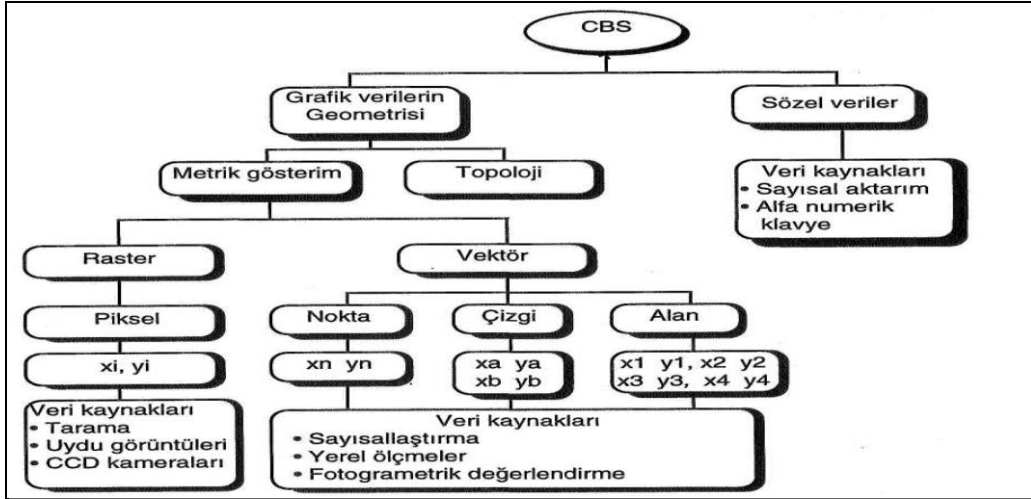 CBS
Grafik verilerin
Geometrisi
Sözel veriler
Metrik gösterim
Topoloji
Veri kaynakları
• Sayısal aktarım
• Alfa numerik
klavye
Raster
Vektör
Piksel
Nokta
Çizgi
Alan
xi, yi
xn yn
xa ya
xb yb
x1 y1, x2 y2
x3 y3, x4 y4
Veri kaynakları
• Tarama
• Uydu görüntüleri
• CCD kameraları
Veri kaynakları
• Sayısallaştırma
• Yerel ölçmeler
• Fotogrametrik değerlendirme